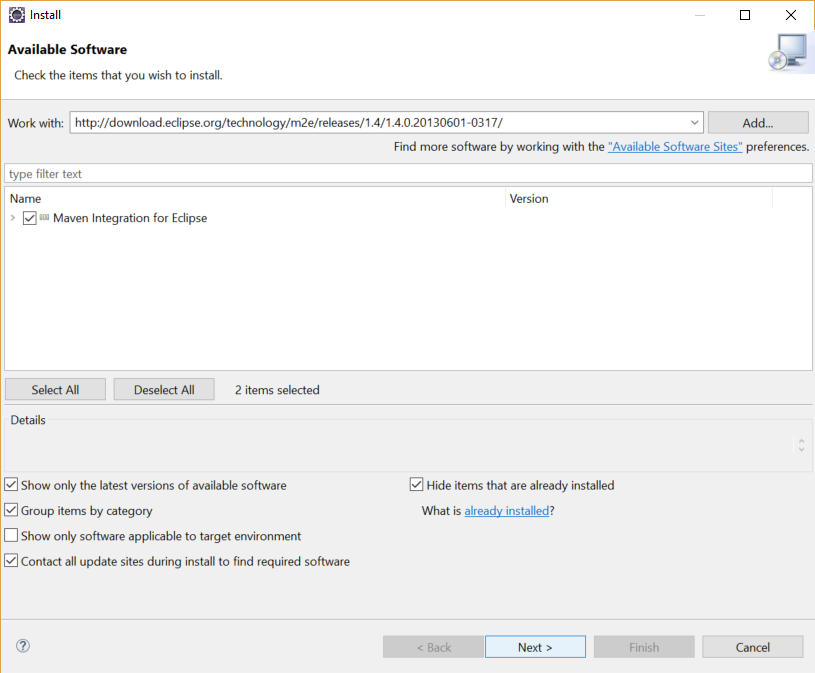 Install
Available Software
Check the items that you wish to install.
Work with: http://download.eclipse.org/technology/m2e/releases/1.4/1.4.0.20130601-0317/ Add...
Find more software by working with the "Available Software Sites" preferences.
type filter text
Name Version
Maven Integration for Eclipse
Select All Deselect All 2 items selected
Details
Show only the latest versions of available software Hide items that are already installed
Group items by category What is already installed?
Show only software applicable to target environment
Contact all update sites during install to find required software
? < Back Next > Finish Cancel